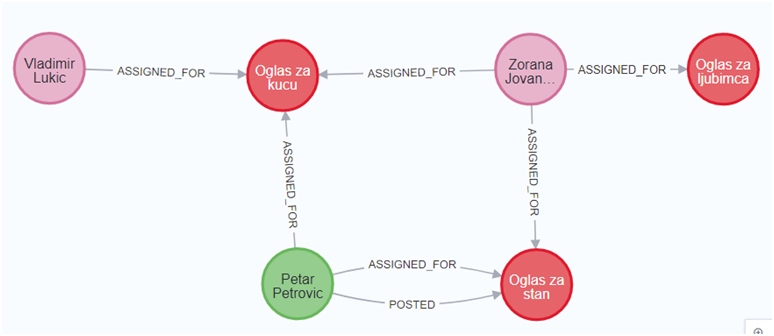 Vladimir
Lukic
ASSIGNED_FOR
Oglas za
kucu
ASSIGNED_FOR
Zorana
Jovan...
ASSIGNED_FOR
Oglas za
ljubimca
ASSIGNED_FOR
ASSIGNED_FOR
Petar
Petrovic
ASSIGNED_FOR
POSTED
Oglas za
stan